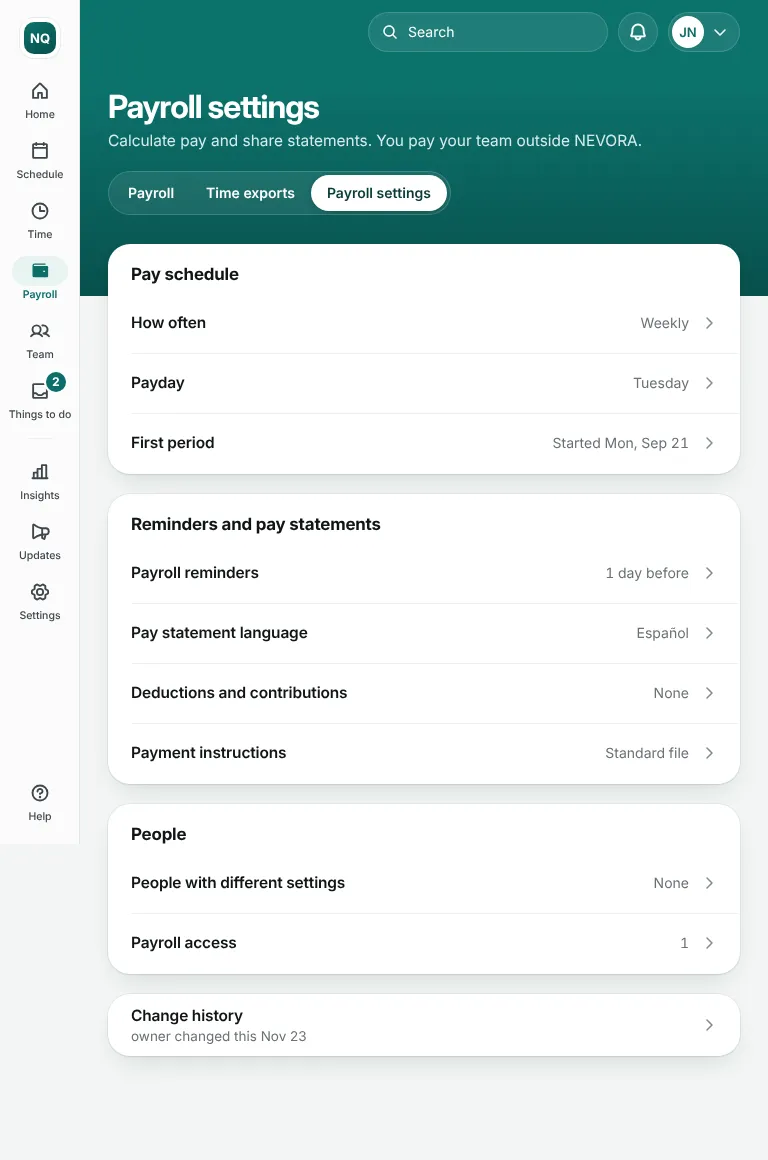 NQ
Home
Schedule
Time
Payroll
Team
2
Things to do
Insights
Updates
Settings
Help
Search
JN
Payroll settings
Calculate pay and share statements. You pay your team outside NEVORA.
Payroll
Time exports
Payroll settings
Pay schedule
How often
Weekly
Payday
Tuesday
First period
Started Mon, Sep 21
Reminders and pay statements
Payroll reminders
1 day before
Pay statement language
Español
Deductions and contributions
None
Payment instructions
Standard file
People
People with different settings
None
Payroll access
1
Change history
owner changed this Nov 23